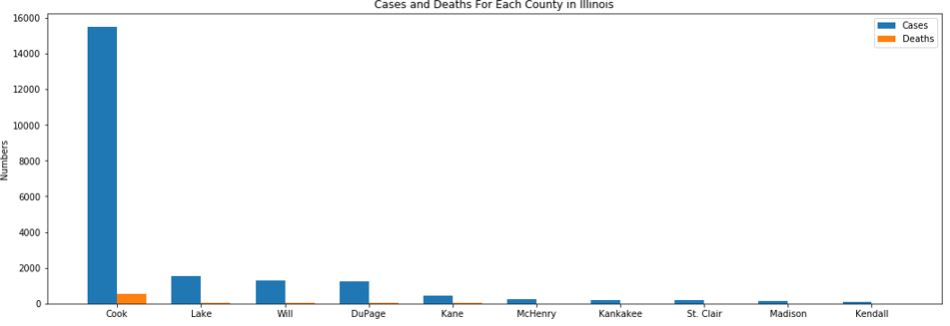 Cases and Deaths For Each County in Illinois
16000
14000
12000
10000
8000
6000
4000
2000
0
Numbers
Cases
Deaths
Cook Lake Will DuPage Kane McHenry Kankakee St. Clair Madison Kendall